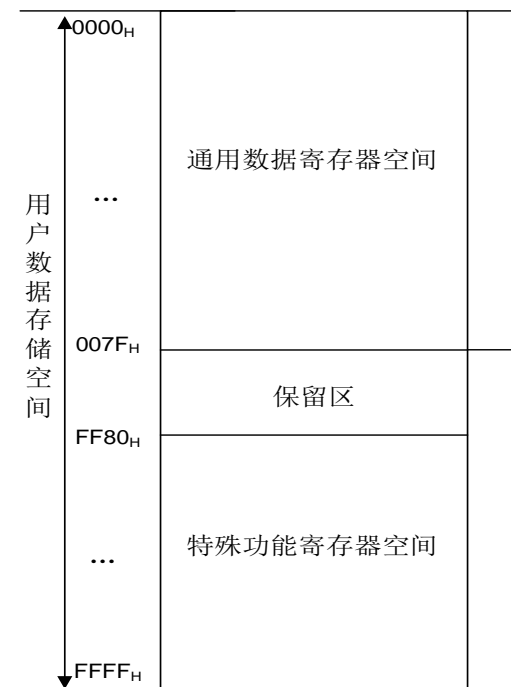 0000H
通用数据寄存器空间
...
用户数据存储空间
007FH
保留区
FF80H
特殊功能寄存器空间
...
FFFFH